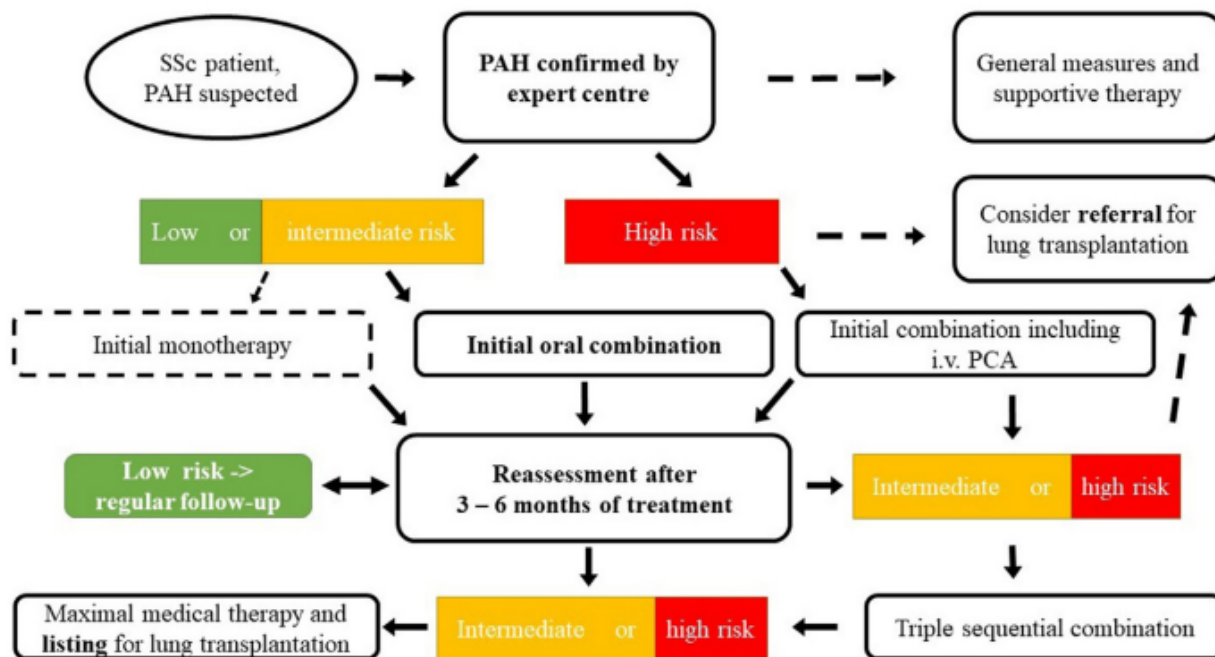 SSc patient,
PAH suspected
PAH confirmed by
expert centre
General measures and
supportive therapy
Low or intermediate risk
High risk
Consider referral for
lung transplantation
Initial monotherapy
Initial oral combination
Initial combination including
i.v. PCA
Low risk ->
regular follow-up
Reassessment after
3 – 6 months of treatment
Intermediate or high risk
Maximal medical therapy and
listing for lung transplantation
Intermediate or high risk
Triple sequential combination